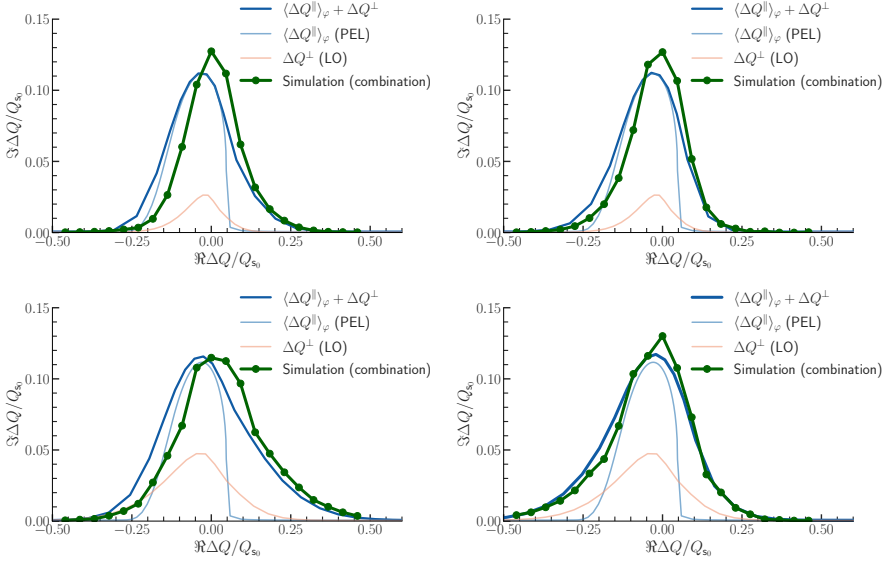 0.15
0.10
0.05
0.00
−0.50
−0.25
0.00
0.25
0.50
ℑΔQ/Q_{s_0}
ℜΔQ/Q_{s_0}
⟨ΔQ^∥⟩_φ + ΔQ^⊥
⟨ΔQ^∥⟩_φ (PEL)
ΔQ^⊥ (LO)
Simulation (combination)
0.15
0.10
0.05
0.00
−0.50
−0.25
0.00
0.25
0.50
ℑΔQ/Q_{s_0}
ℜΔQ/Q_{s_0}
⟨ΔQ^∥⟩_φ + ΔQ^⊥
⟨ΔQ^∥⟩_φ (PEL)
ΔQ^⊥ (LO)
Simulation (combination)
0.15
0.10
0.05
0.00
−0.50
−0.25
0.00
0.25
0.50
ℑΔQ/Q_{s_0}
ℜΔQ/Q_{s_0}
⟨ΔQ^∥⟩_φ + ΔQ^⊥
⟨ΔQ^∥⟩_φ (PEL)
ΔQ^⊥ (LO)
Simulation (combination)
0.15
0.10
0.05
0.00
−0.50
−0.25
0.00
0.25
0.50
ℑΔQ/Q_{s_0}
ℜΔQ/Q_{s_0}
⟨ΔQ^∥⟩_φ + ΔQ^⊥
⟨ΔQ^∥⟩_φ (PEL)
ΔQ^⊥ (LO)
Simulation (combination)